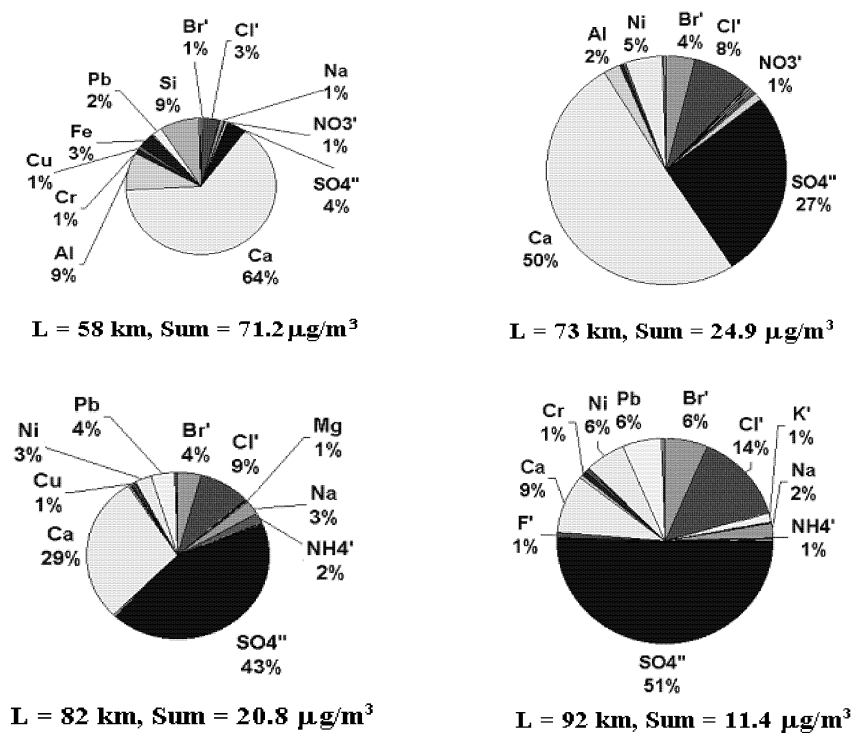 Br'
1%
Cl'
3%
Na
1%
NO3'
1%
SO4"
4%
Ca
64%
Al
9%
Cr
1%
Cu
1%
Fe
3%
Pb
2%
Si
9%
L = 58 km, Sum = 71.2 µg/m³
Al
2%
Ni
5%
Br'
4%
Cl'
8%
NO3'
1%
SO4"
27%
Ca
50%
L = 73 km, Sum = 24.9 µg/m³
Pb
4%
Br'
4%
Cl'
9%
Mg
1%
Na
3%
NH4'
2%
SO4"
43%
Ca
29%
Cu
1%
Ni
3%
L = 82 km, Sum = 20.8 µg/m³
Cr
1%
Ni
6%
Pb
6%
Br'
6%
Cl'
14%
K'
1%
Na
2%
NH4'
1%
SO4"
51%
F'
1%
Ca
9%
L = 92 km, Sum = 11.4 µg/m³